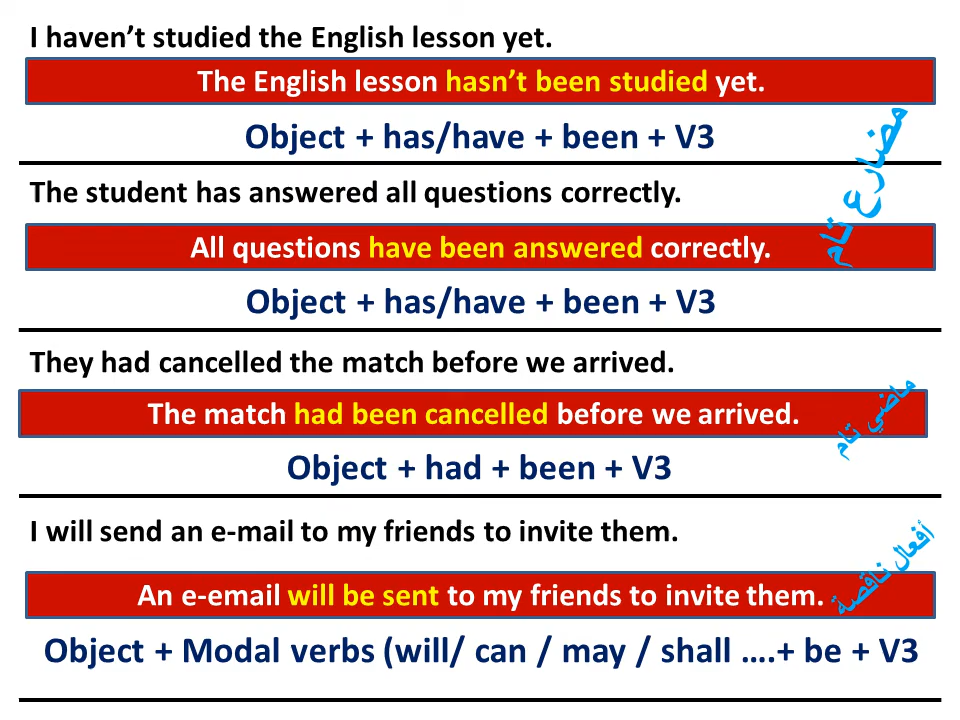 I haven’t studied the English lesson yet.
The English lesson hasn’t been studied yet.
Object + has/have + been + V3
مضارع تام
The student has answered all questions correctly.
All questions have been answered correctly.
Object + has/have + been + V3
They had cancelled the match before we arrived.
The match had been cancelled before we arrived.
ماضي تام
Object + had + been + V3
I will send an e-mail to my friends to invite them.
An e-email will be sent to my friends to invite them.
أفعال ناقصة
Object + Modal verbs (will/ can / may / shall ….+ be + V3